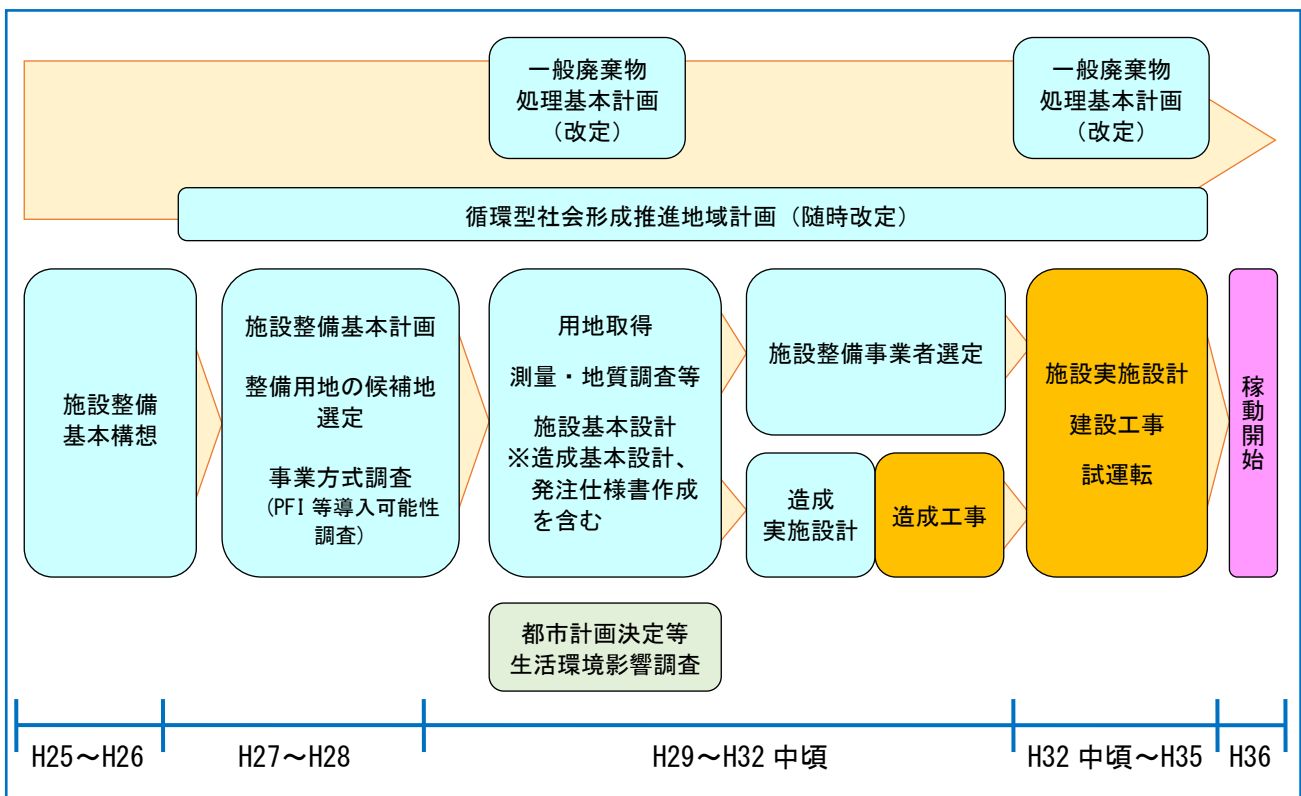 一般廃棄物
処理基本計画
（改定）
一般廃棄物
処理基本計画
（改定）
循環型社会形成推進地域計画（随時改定）
施設整備
基本構想
施設整備基本計画
整備用地の候補地
選定
事業方式調査
（PFI 等導入可能性
調査）
用地取得
測量・地質調査等
施設基本設計
※造成基本設計、
発注仕様書作成
を含む
施設整備事業者選定
造成
実施設計
造成工事
施設実施設計
建設工事
試運転
稼動開始
都市計画決定等
生活環境影響調査
H25～H26
H27～H28
H29～H32 中頃
H32 中頃～H35
H36